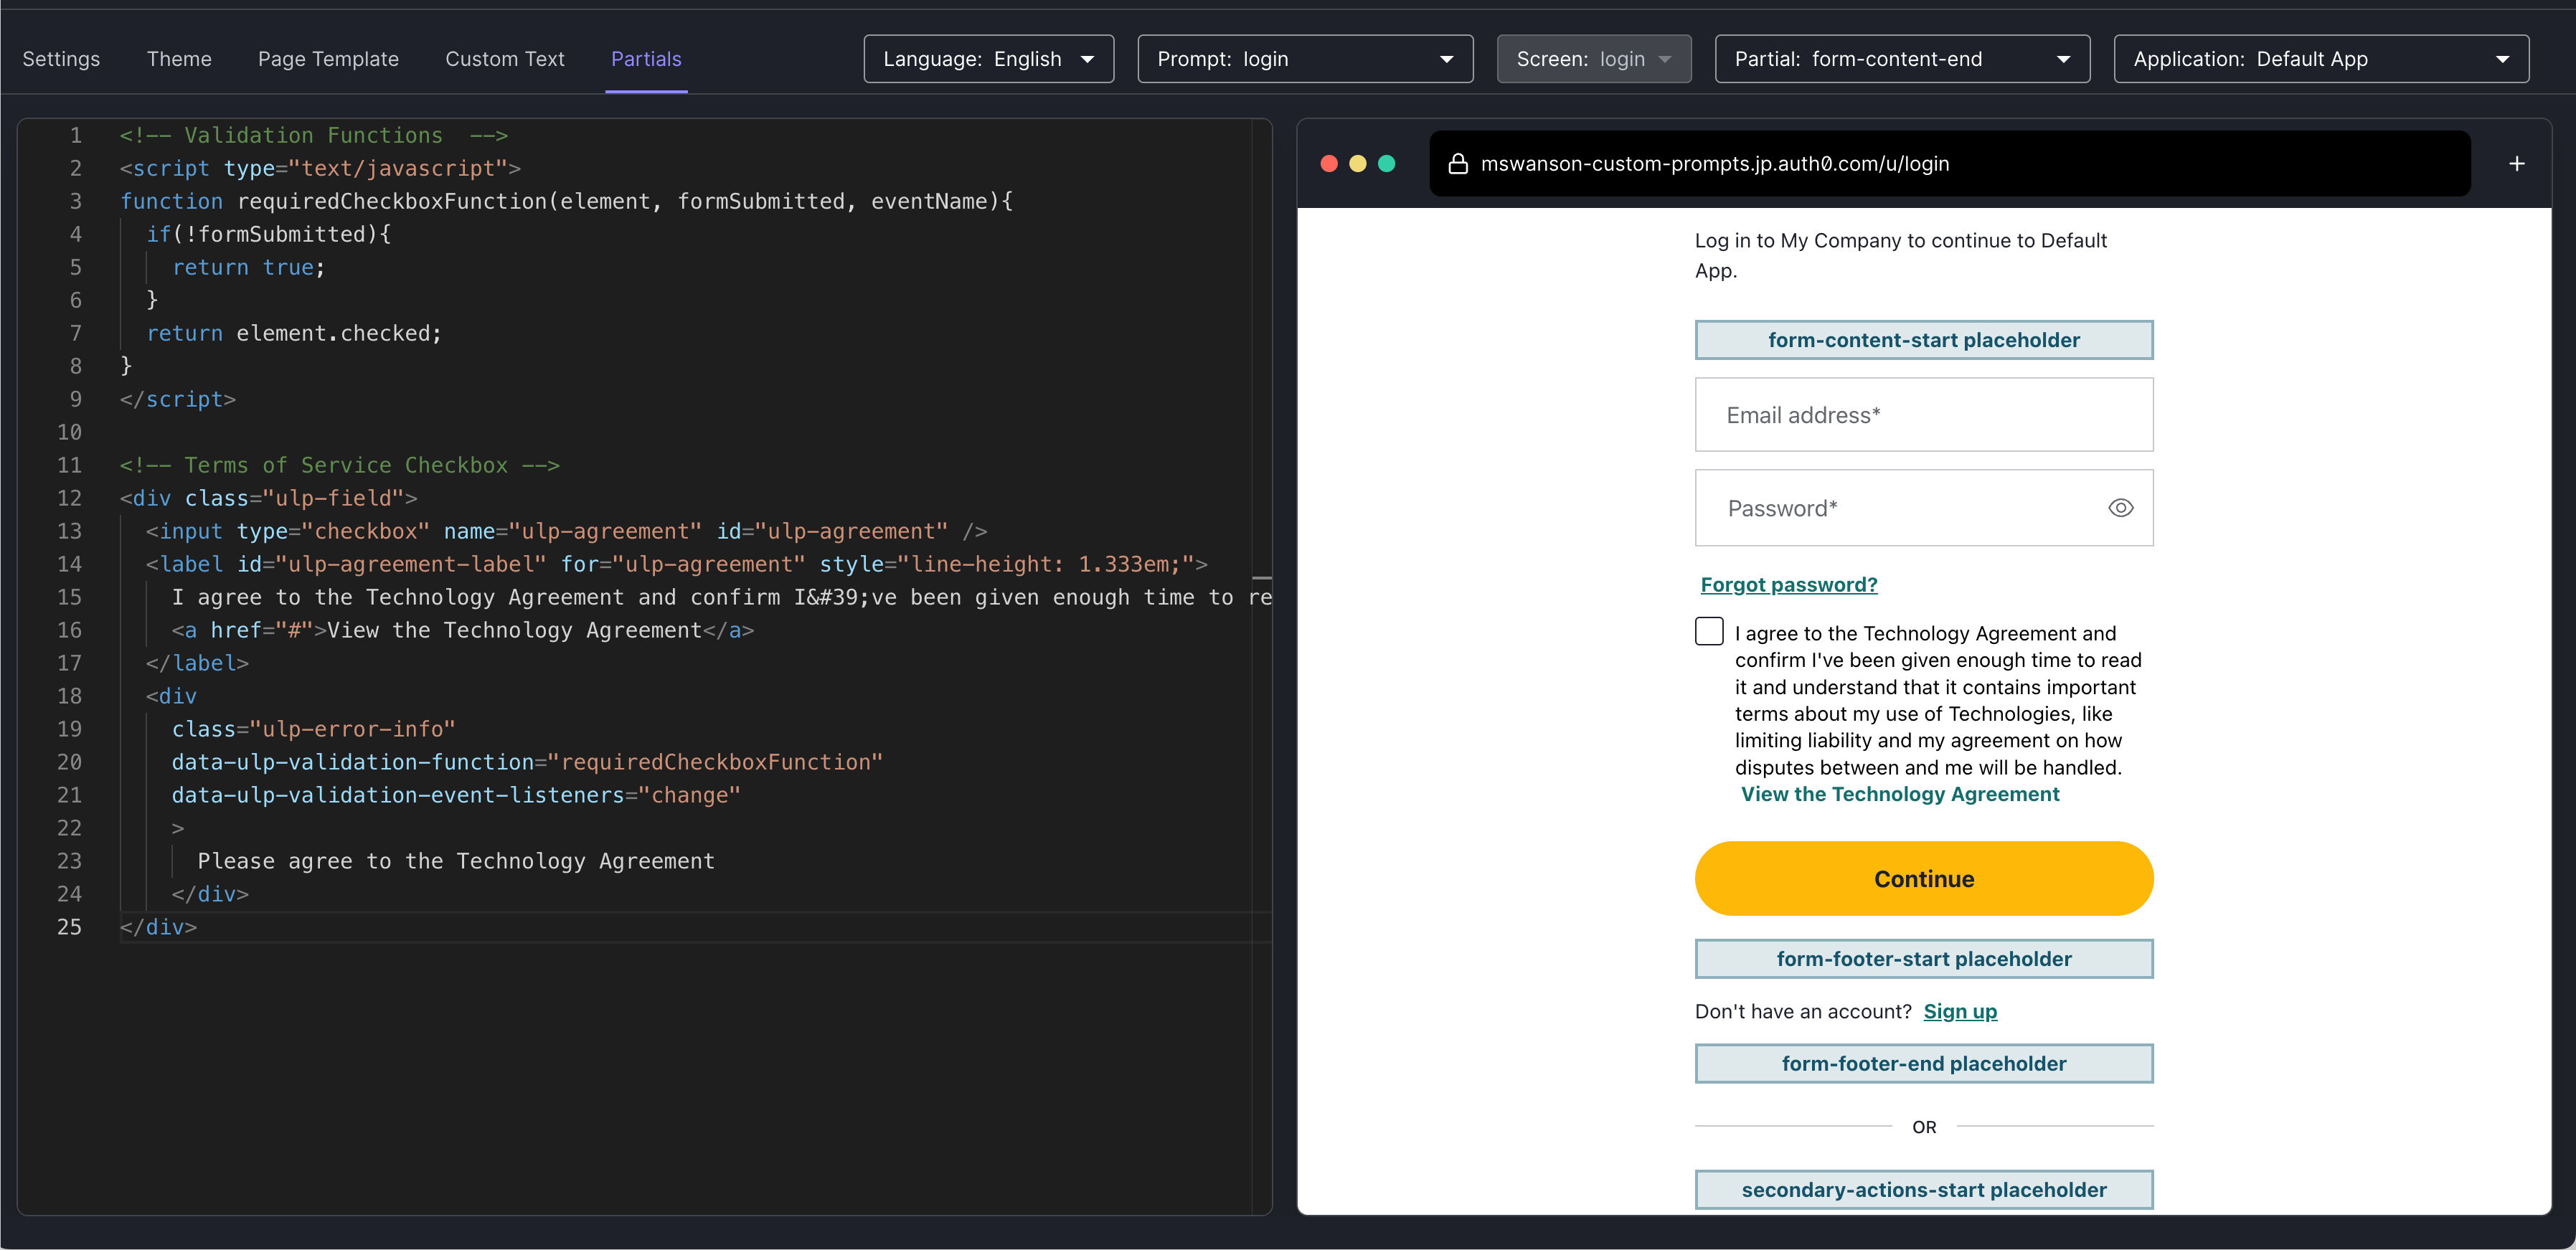 Settings Theme Page Template Custom Text Partials Language: English Prompt: login Screen: login Partial: form-content-end Application: Default App
1 <!-- Validation Functions  -->
2 <script type="text/javascript">
3 function requiredCheckboxFunction(element, formSubmitted, eventName){
4 if(!formSubmitted){
5 return true;
6 }
7 return element.checked;
8 }
9 </script>
10
11 <!-- Terms of Service Checkbox -->
12 <div class="ulp-field">
13 <input type="checkbox" name="ulp-agreement" id="ulp-agreement" />
14 <label id="ulp-agreement-label" for="ulp-agreement" style="line-height: 1.333em;">
15 I agree to the Technology Agreement and confirm I&#39;ve been given enough time to re
16 <a href="#">View the Technology Agreement</a>
17 </label>
18 <div
19 class="ulp-error-info"
20 data-ulp-validation-function="requiredCheckboxFunction"
21 data-ulp-validation-event-listeners="change"
22 >
23 Please agree to the Technology Agreement
24 </div>
25 </div>
mswanson-custom-prompts.jp.auth0.com/u/login
Log in to My Company to continue to Default
App.
form-content-start placeholder
Email address*
Password*
Forgot password?
I agree to the Technology Agreement and
confirm I've been given enough time to read
it and understand that it contains important
terms about my use of Technologies, like
limiting liability and my agreement on how
disputes between and me will be handled.
View the Technology Agreement
Continue
form-footer-start placeholder
Don't have an account? Sign up
form-footer-end placeholder
OR
secondary-actions-start placeholder